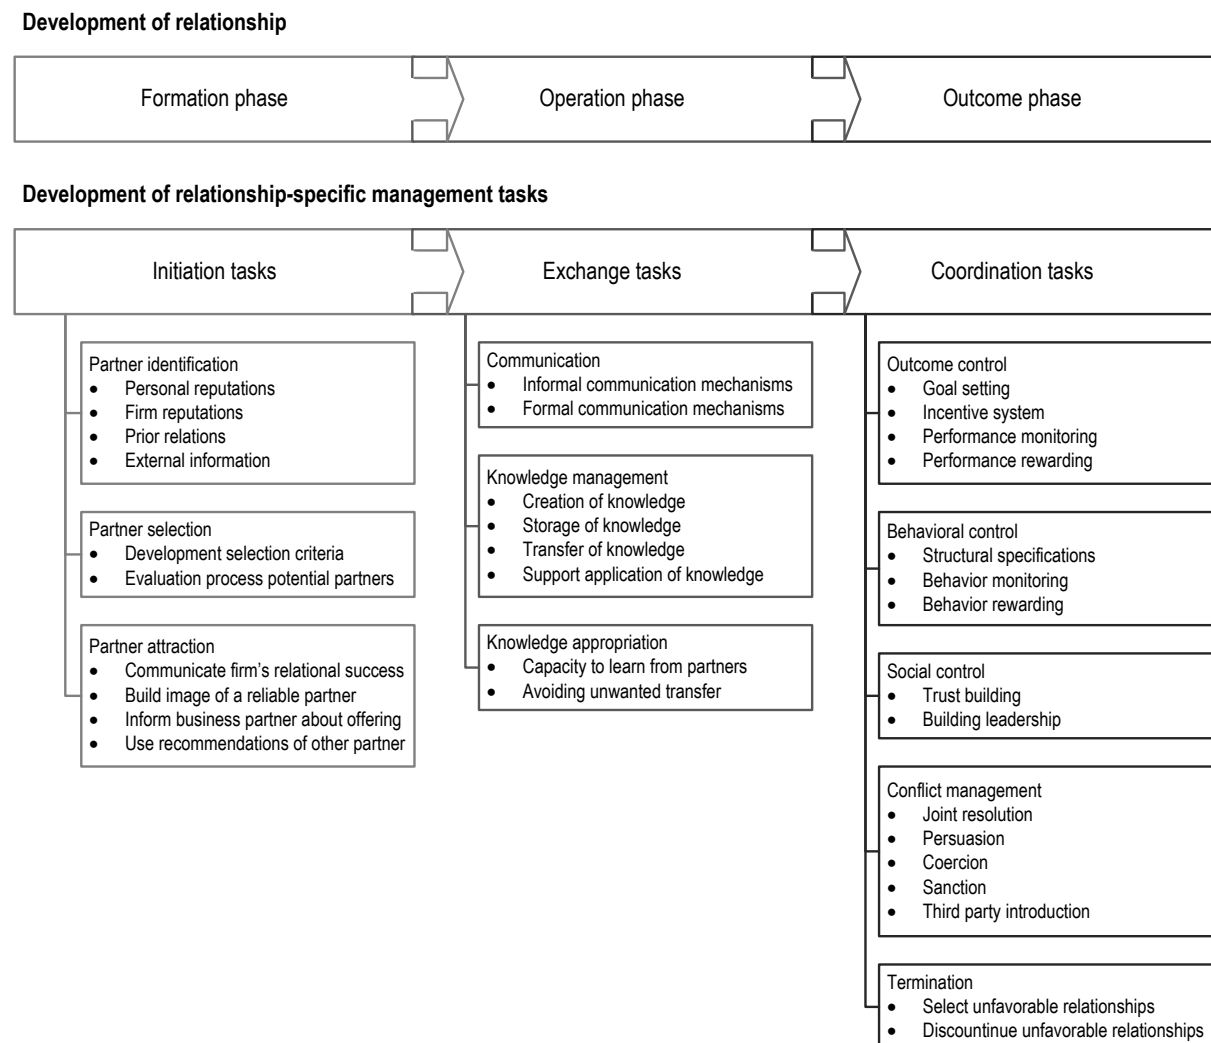 Development of relationship
Formation phase
Operation phase
Outcome phase
Development of relationship-specific management tasks
Initiation tasks
Exchange tasks
Coordination tasks
Partner identification
● Personal reputations
● Firm reputations
● Prior relations
● External information
Partner selection
● Development selection criteria
● Evaluation process potential partners
Partner attraction
● Communicate firm's relational success
● Build image of a reliable partner
● Inform business partner about offering
● Use recommendations of other partner
Communication
● Informal communication mechanisms
● Formal communication mechanisms
Knowledge management
● Creation of knowledge
● Storage of knowledge
● Transfer of knowledge
● Support application of knowledge
Knowledge appropriation
● Capacity to learn from partners
● Avoiding unwanted transfer
Outcome control
● Goal setting
● Incentive system
● Performance monitoring
● Performance rewarding
Behavioral control
● Structural specifications
● Behavior monitoring
● Behavior rewarding
Social control
● Trust building
● Building leadership
Conflict management
● Joint resolution
● Persuasion
● Coercion
● Sanction
● Third party introduction
Termination
● Select unfavorable relationships
● Discountinue unfavorable relationships